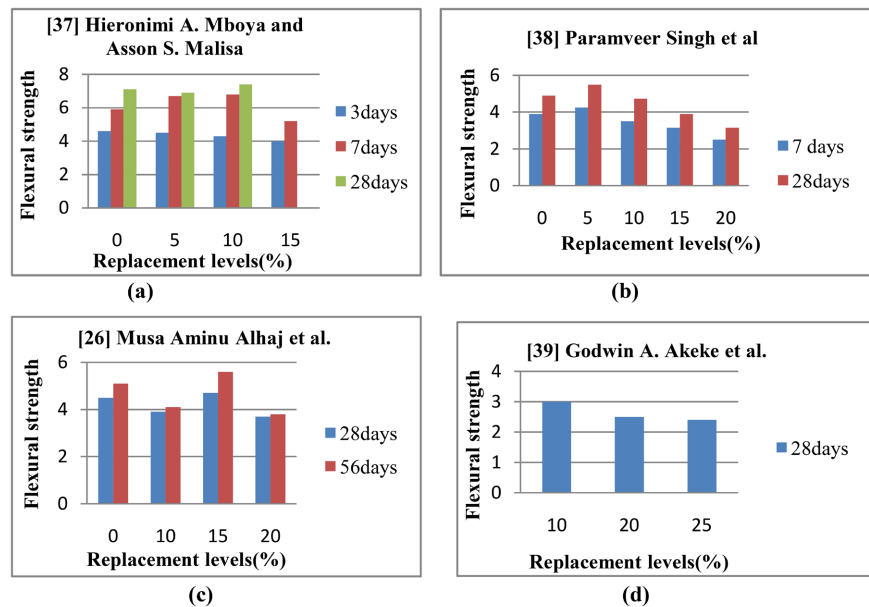 [37] Hieronimi A. Mboya and
Asson S. Malisa
Flexural strength
8
6
4
2
0
0 5 10 15
Replacement levels(%)
3days
7days
28days
(a)
[38] Paramveer Singh et al
Flexural strength
6
4
2
0
0 5 10 15 20
Replacement levels(%)
7 days
28days
(b)
[26] Musa Aminu Alhaj et al.
Flexural strength
6
4
2
0
0 10 15 20
Replacement levels(%)
28days
56days
(c)
[39] Godwin A. Akeke et al.
Flexural strength
4
3
2
1
0
10 20 25
Replacement levels(%)
28days
(d)